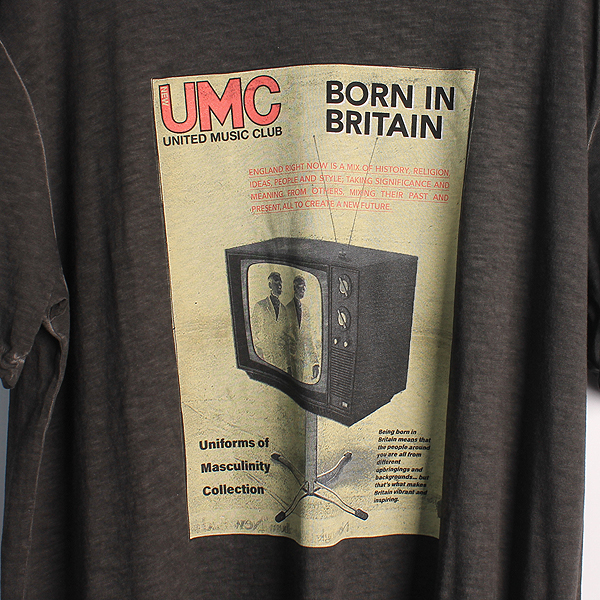 NEW
UMC
UNITED MUSIC CLUB
BORN IN
BRITAIN
ENGLAND RIGHT NOW IS A MIX OF HISTORY, RELIGION,
IDEAS, PEOPLE AND STYLE, TAKING SIGNIFICANCE AND
MEANING FROM OTHERS. MIXING THEIR PAST AND
PRESENT, ALL TO CREATE A NEW FUTURE.
Uniforms of
Masculinity
Collection
Being born in
Britain means that
the people around
you are all from
different
upbringings and
backgrounds... but
that's what makes
Britain vibrant and
inspiring.